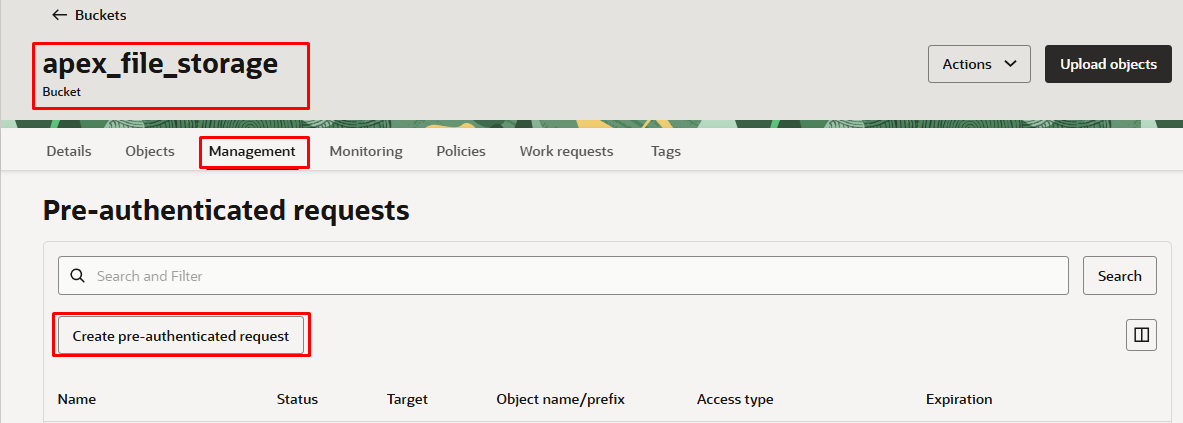 ← Buckets
apex_file_storage
Bucket
Actions
Upload objects
Details Objects Management Monitoring Policies Work requests Tags
Pre-authenticated requests
Search and Filter
Search
Create pre-authenticated request
Name Status Target Object name/prefix Access type Expiration